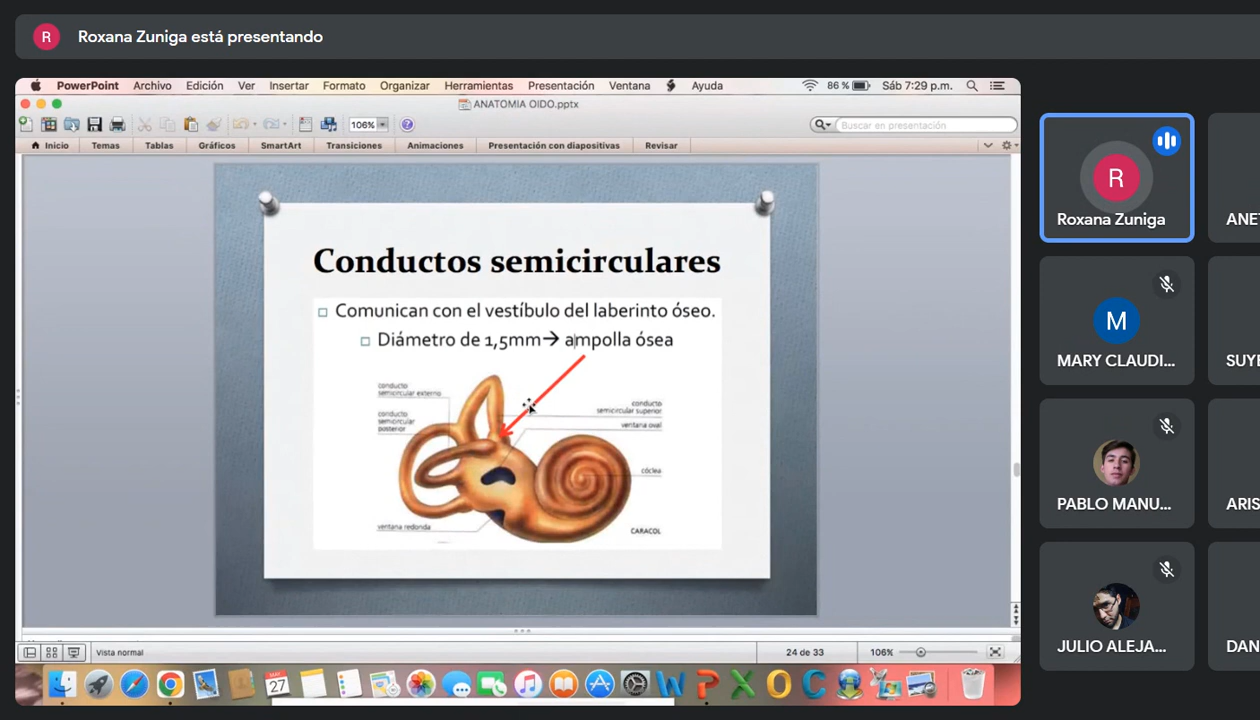 R Roxana Zuniga está presentando
PowerPoint Archivo Edición Ver Insertar Formato Organizar Herramientas Presentación Ventana Ayuda 86 % Sáb 7:29 p.m.
ANATOMIA OIDO.pptx
106% Buscar en presentación
Inicio Temas Tablas Gráficos SmartArt Transiciones Animaciones Presentación con diapositivas Revisar
Conductos semicirculares
Comunican con el vestíbulo del laberinto óseo.
Diámetro de 1,5mm→ ampolla ósea
conducto
semicircular externo
conducto
semicircular
posterior
conducto
semicircular superior
ventana oval
cóclea
ventana redonda
CARACOL
Vista normal 24 de 33 106%
27
R
Roxana Zuniga
ANE
M
MARY CLAUDI...
SUY
PABLO MANU...
ARIS
JULIO ALEJA...
DAN